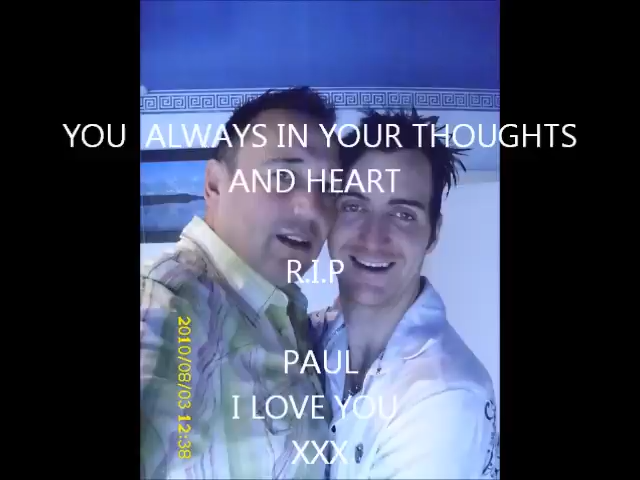 YOU ALWAYS IN YOUR THOUGHTS
AND HEART
R.I.P
PAUL
I LOVE YOU
XXX
2010/08/03 12:38